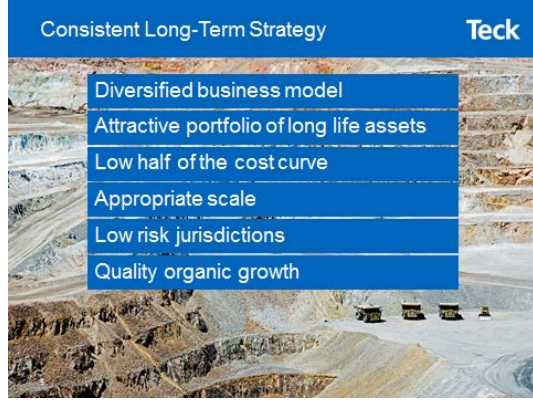 Consistent Long-Term Strategy
Teck
Diversified business model
Attractive portfolio of long life assets
Low half of the cost curve
Appropriate scale
Low risk jurisdictions
Quality organic growth